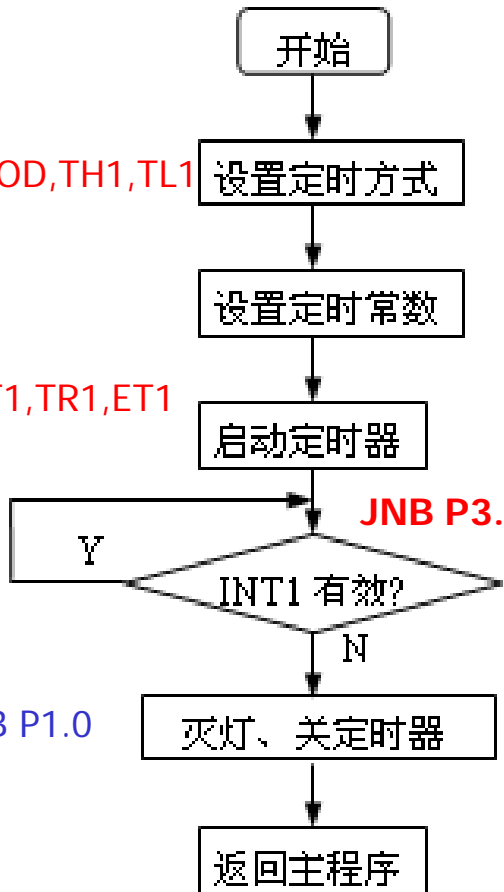 开始
OD,TH1,TL1
设置定时方式
设置定时常数
1,TR1,ET1
启动定时器
JNB P3.
Y
INT1 有效?
N
P1.0
灭灯、关定时器
返回主程序